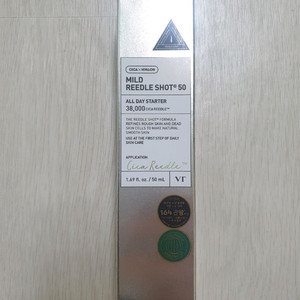 CICA HYALON
MILD
REEDLE SHOT® 50
ALL DAY STARTER
38,000 CICA REEDLE™
THE REEDLE SHOT® FORMULA
REFINES ROUGH SKIN AND DEAD
SKIN CELLS TO MAKE NATURAL
SMOOTH SKIN
USE AT THE FIRST STEP OF DAILY
SKIN CARE
APPLICATION
Cica Reedle
1.69 fl.oz. / 50 mL
VT